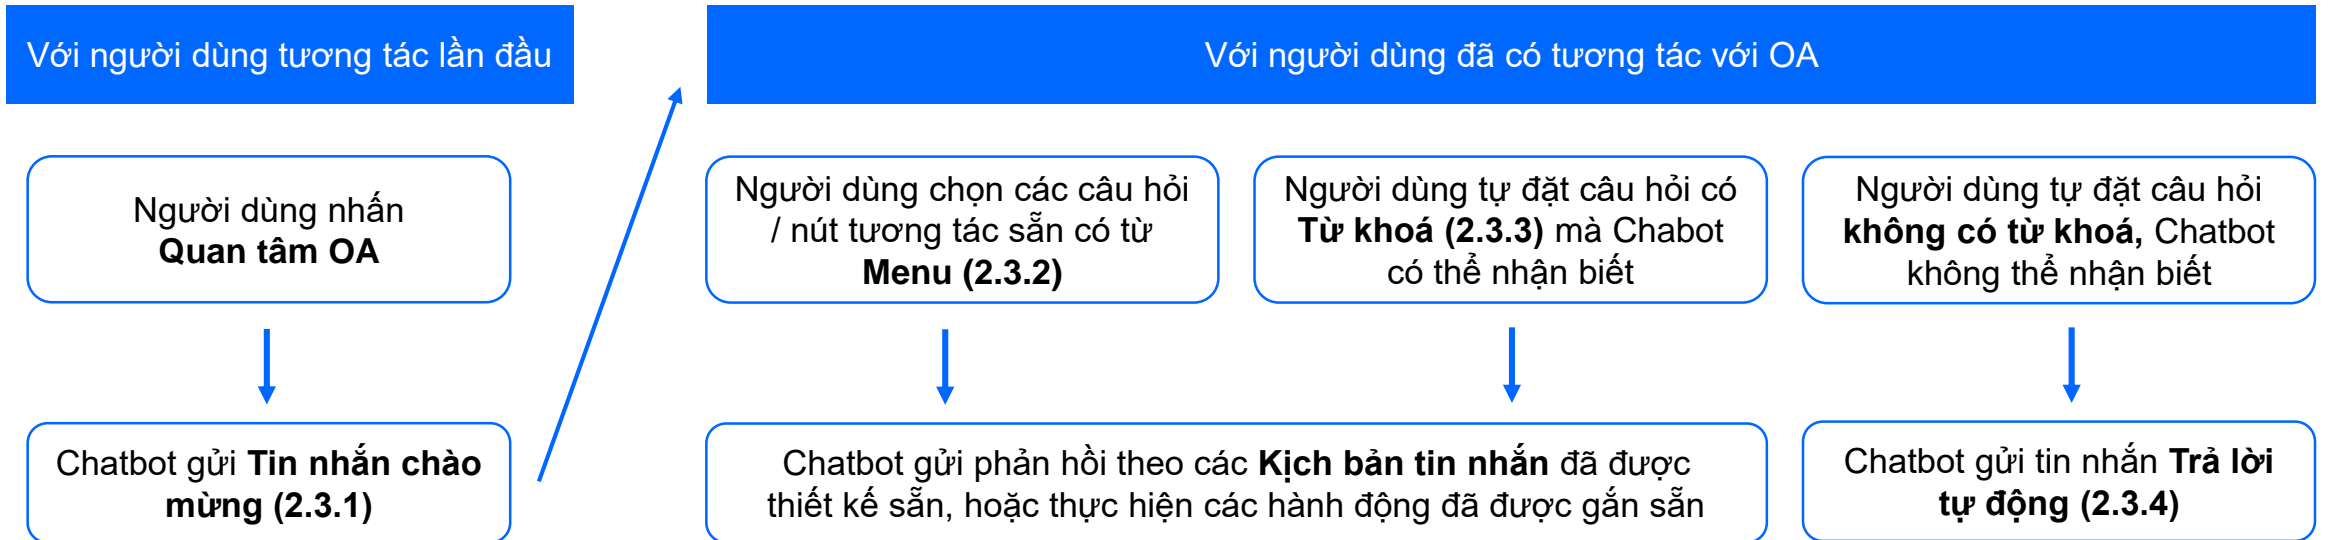 Với người dùng tương tác lần đầu
Với người dùng đã có tương tác với OA
Người dùng nhấn
Quan tâm OA
Người dùng chọn các câu hỏi
/ nút tương tác sẵn có từ
Menu (2.3.2)
Người dùng tự đặt câu hỏi có
Từ khoá (2.3.3) mà Chabot
có thể nhận biết
Người dùng tự đặt câu hỏi
không có từ khoá, Chatbot
không thể nhận biết
Chatbot gửi Tin nhắn chào
mừng (2.3.1)
Chatbot gửi phản hồi theo các Kịch bản tin nhắn đã được
thiết kế sẵn, hoặc thực hiện các hành động đã được gắn sẵn
Chatbot gửi tin nhắn Trả lời
tự động (2.3.4)